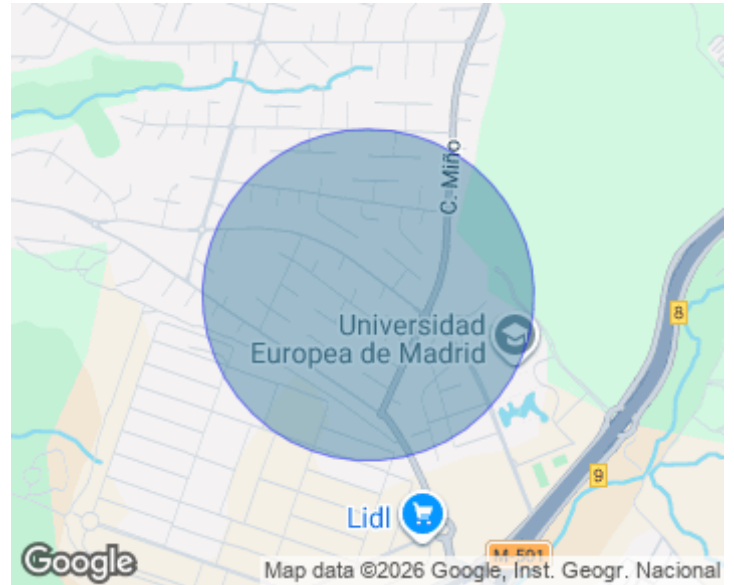 C. Miño
8
Universidad
Europea de Madrid
9
Lidl
M-501
Google
Map data ©2026 Google, Inst. Geogr. Nacional